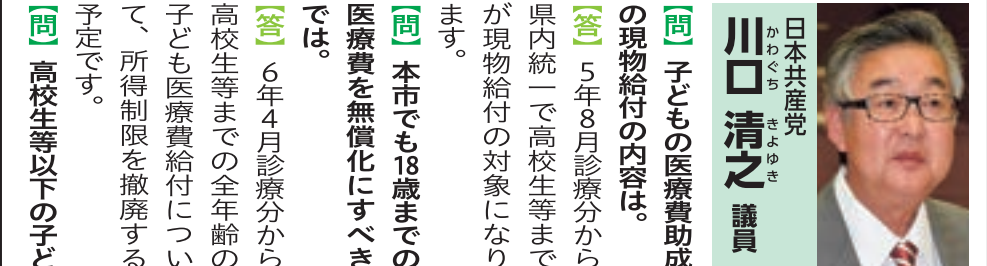 日本共産党
川口 清之 議員
かわぐち きよゆき
【問】 子どもの医療費助成
の現物給付の内容は。
【答】 5年8月診療分から
県内統一で高校生等まで
が現物給付の対象になり
ます。
【問】 本市でも18歳までの
医療費を無償化にすべき
では。
【答】 6年4月診療分から
高校生等までの全年齢の
子ども医療費給付につい
て、所得制限を撤廃する
予定です。
【問】 高校生等以下の子ど